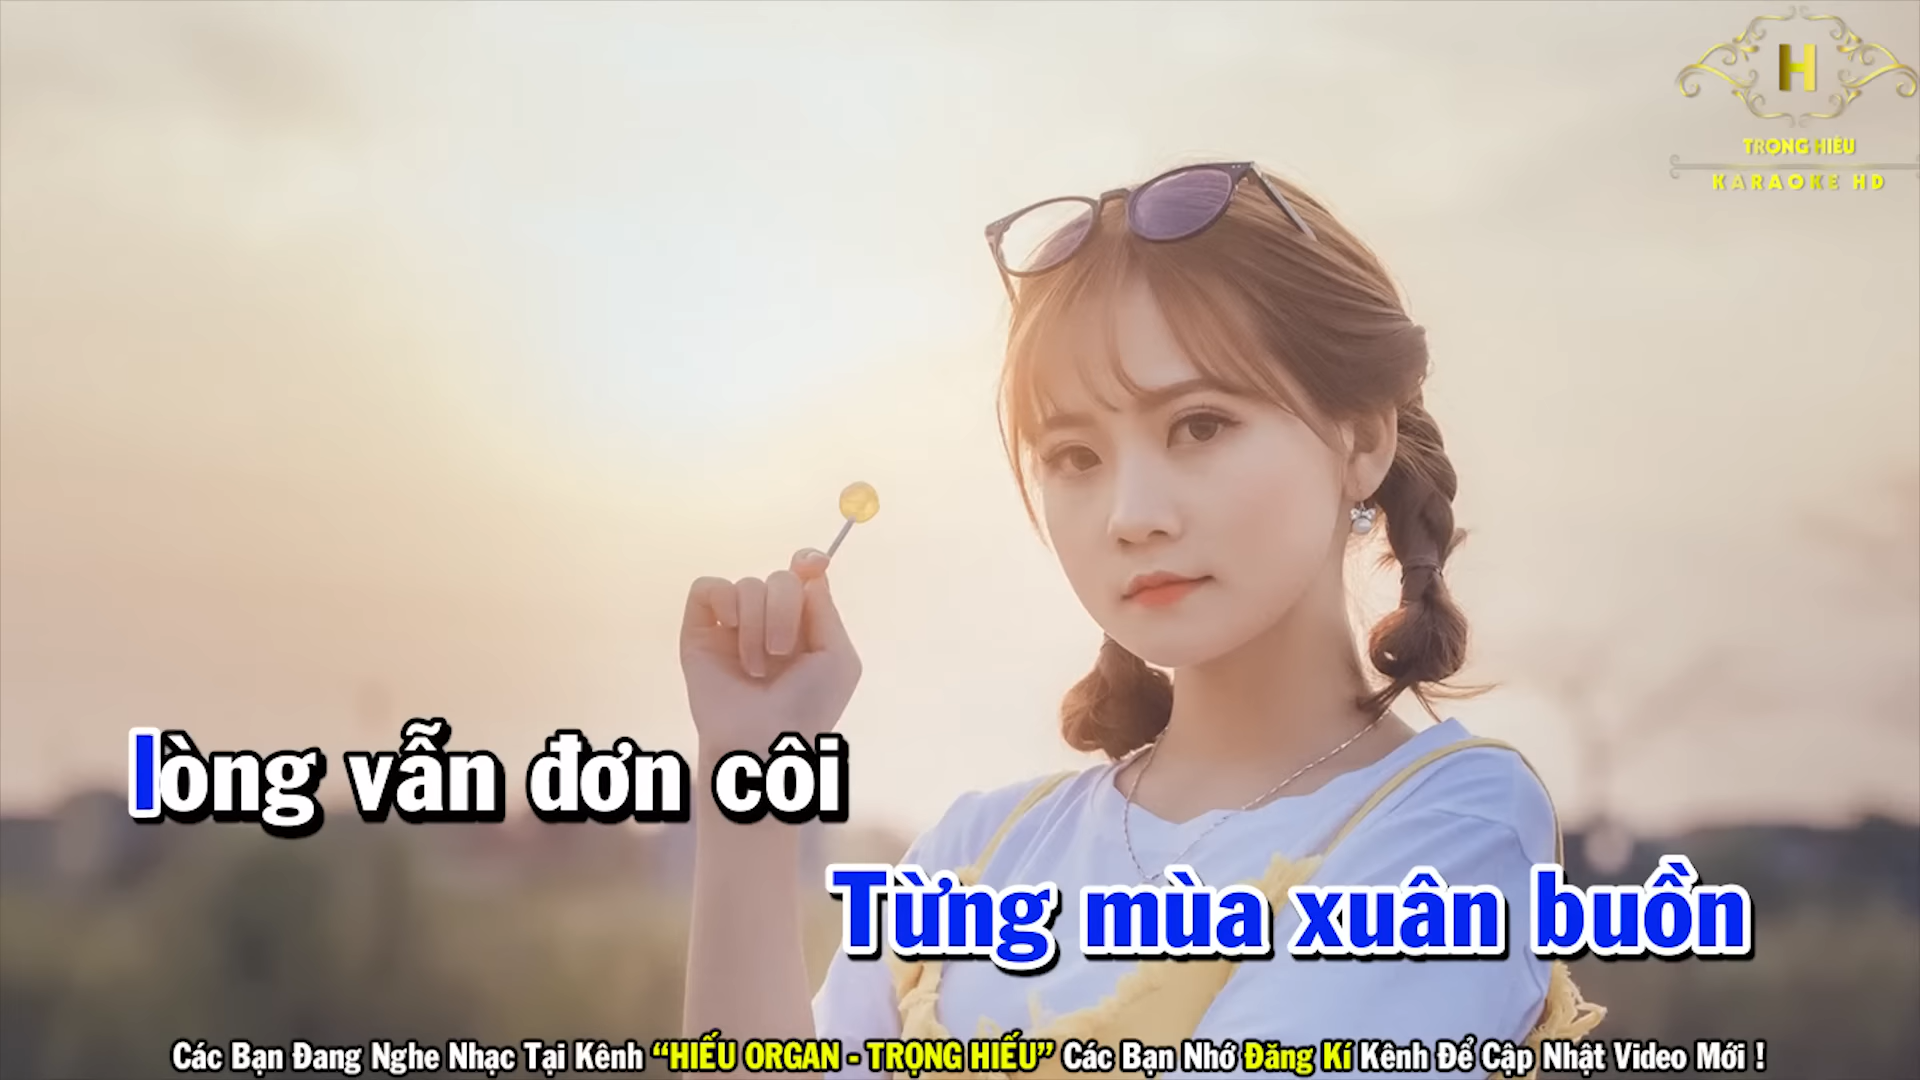 H
TRỌNG HIẾU
KARAOKE HD
lòng vẫn đơn côi
Từng mùa xuân buồn
Các Bạn Đang Nghe Nhạc Tại Kênh “HIẾU ORGAN - TRỌNG HIẾU” Các Bạn Nhớ Đăng Kí Kênh Để Cập Nhật Video Mới !